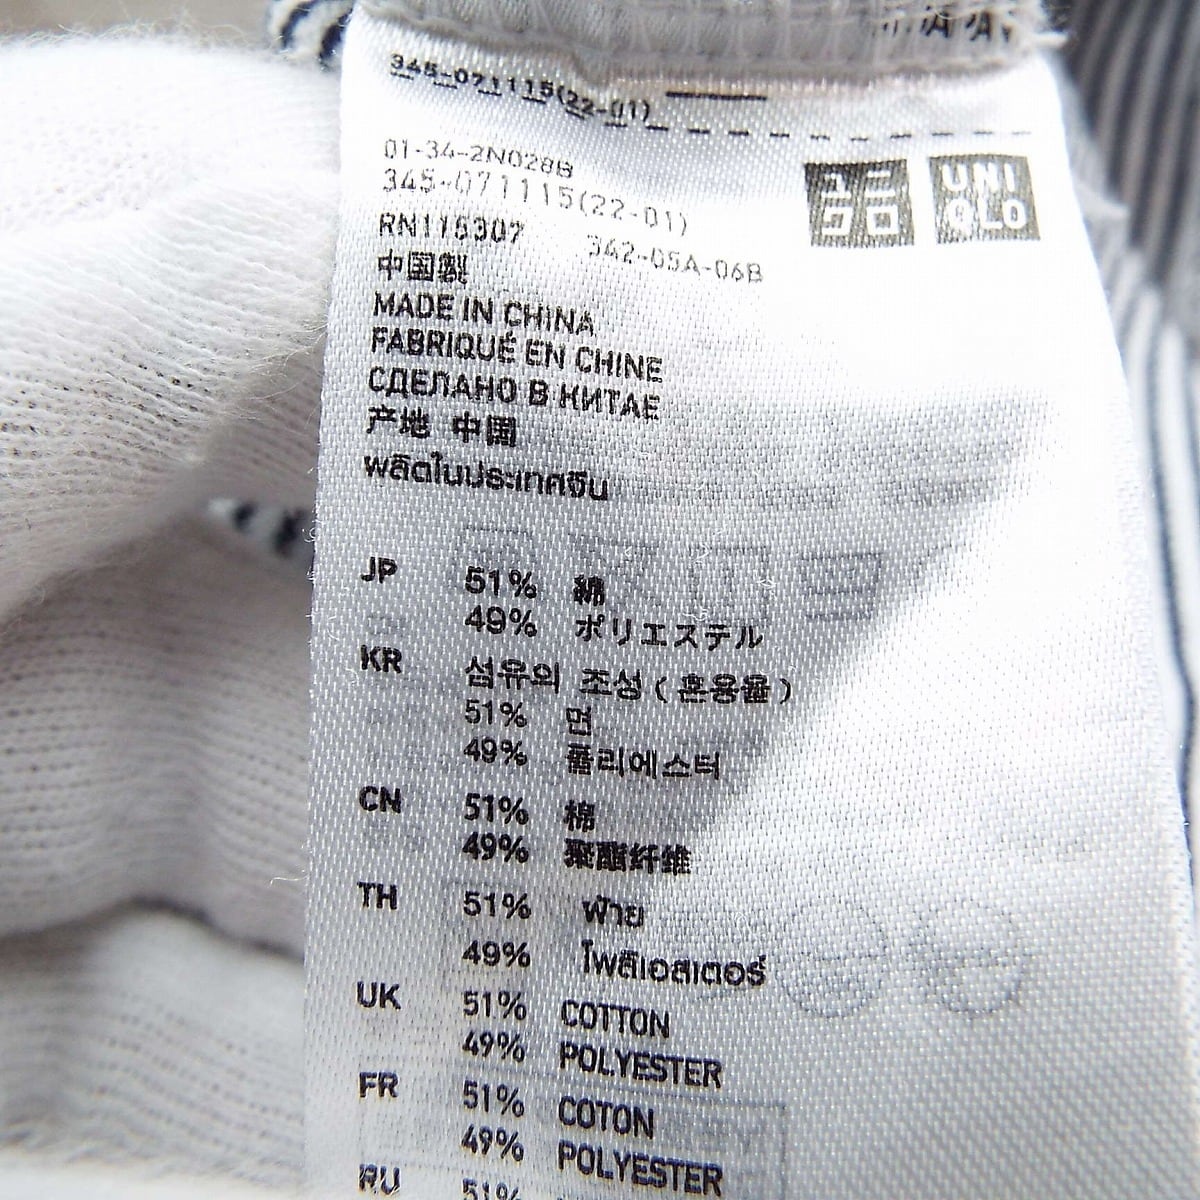 345-071115(22-01)
01-34-2N028B
345-071115(22-01)
RN115307 342-05A-06B
ユニ
クロ
UNI
QLO
中国製
MADE IN CHINA
FABRIQUÉ EN CHINE
СДЕЛАНО В КИТАЕ
产地 中国
ผลิตในประเทศจีน
JP 51% 綿
49% ポリエステル
KR 섬유의 조성 ( 혼용율 )
51% 면
49% 폴리에스터
CN 51% 棉
49% 聚酯纤维
TH 51% ฝ้าย
49% โพลีเอสเตอร์
UK 51% COTTON
49% POLYESTER
FR 51% COTON
49% POLYESTER
RU 51%